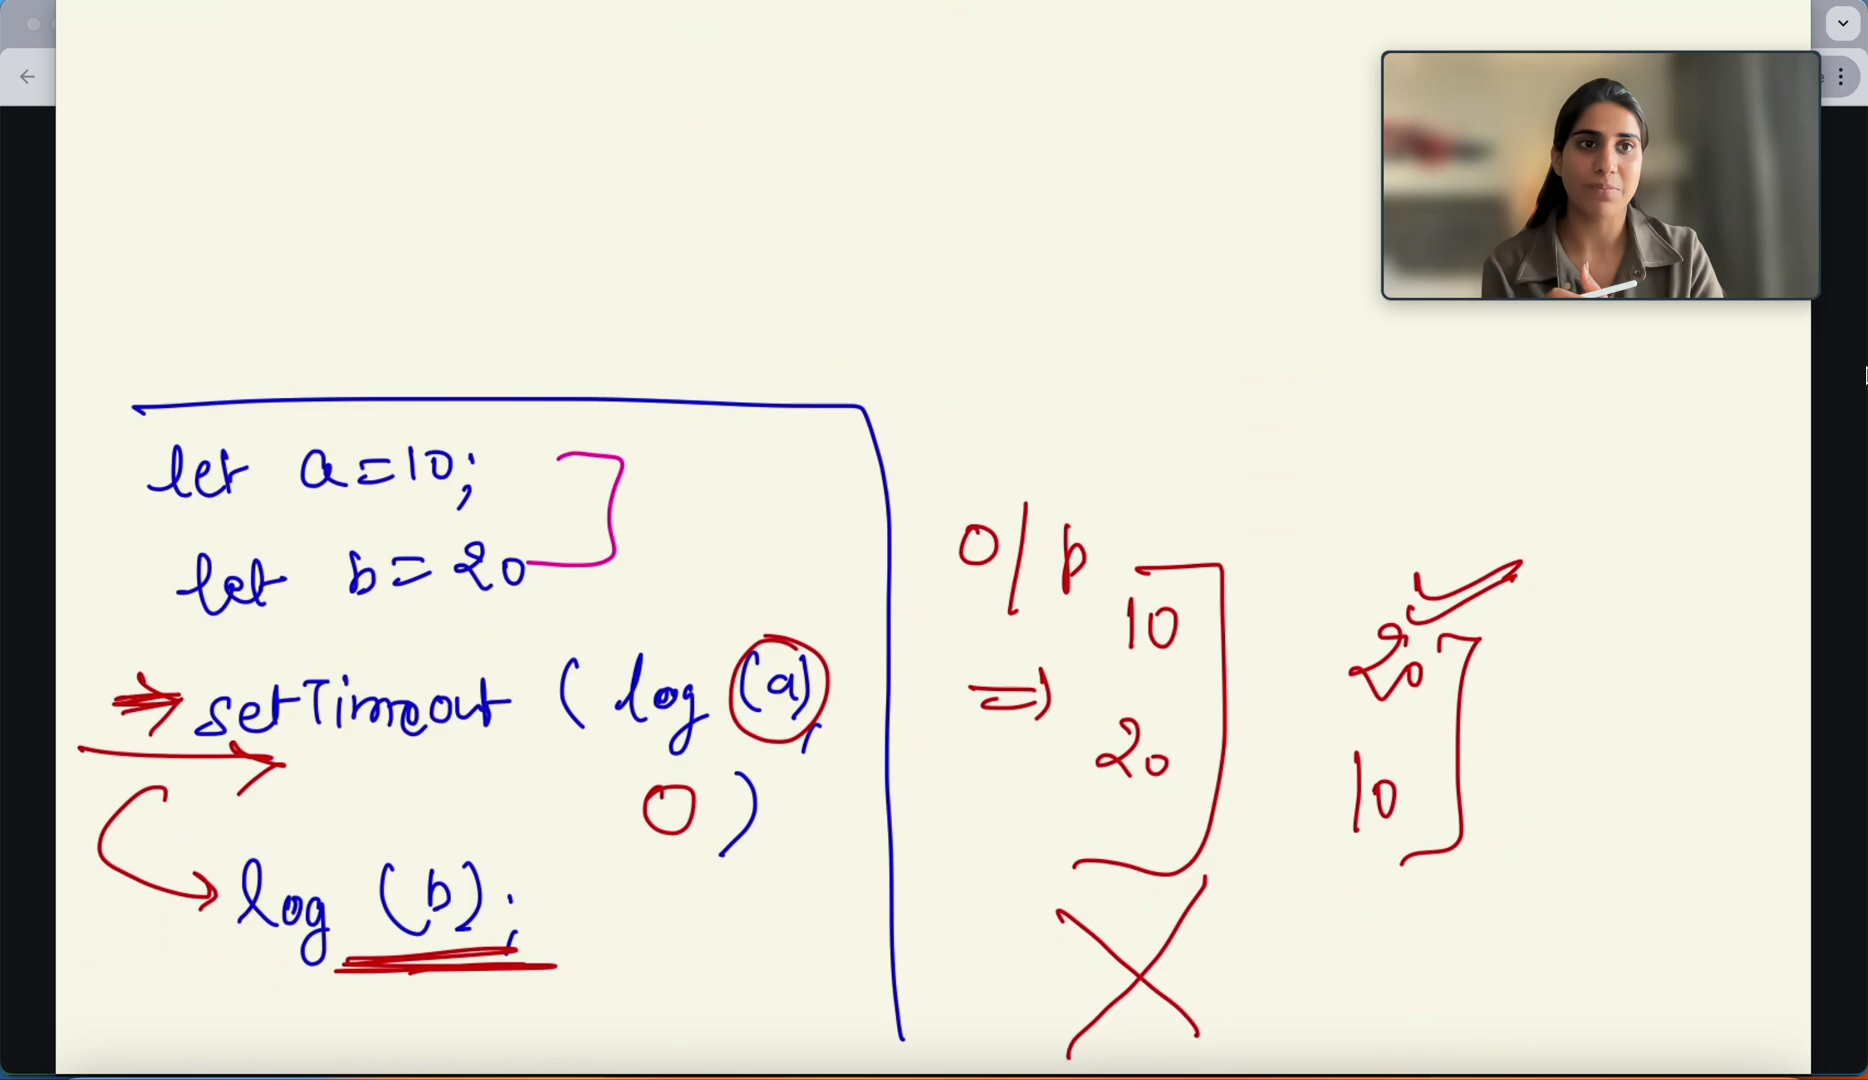 let a=10;
let b=20
setTimeout ( log (a),
0 )
log (b);
O/p
10
20
20
10